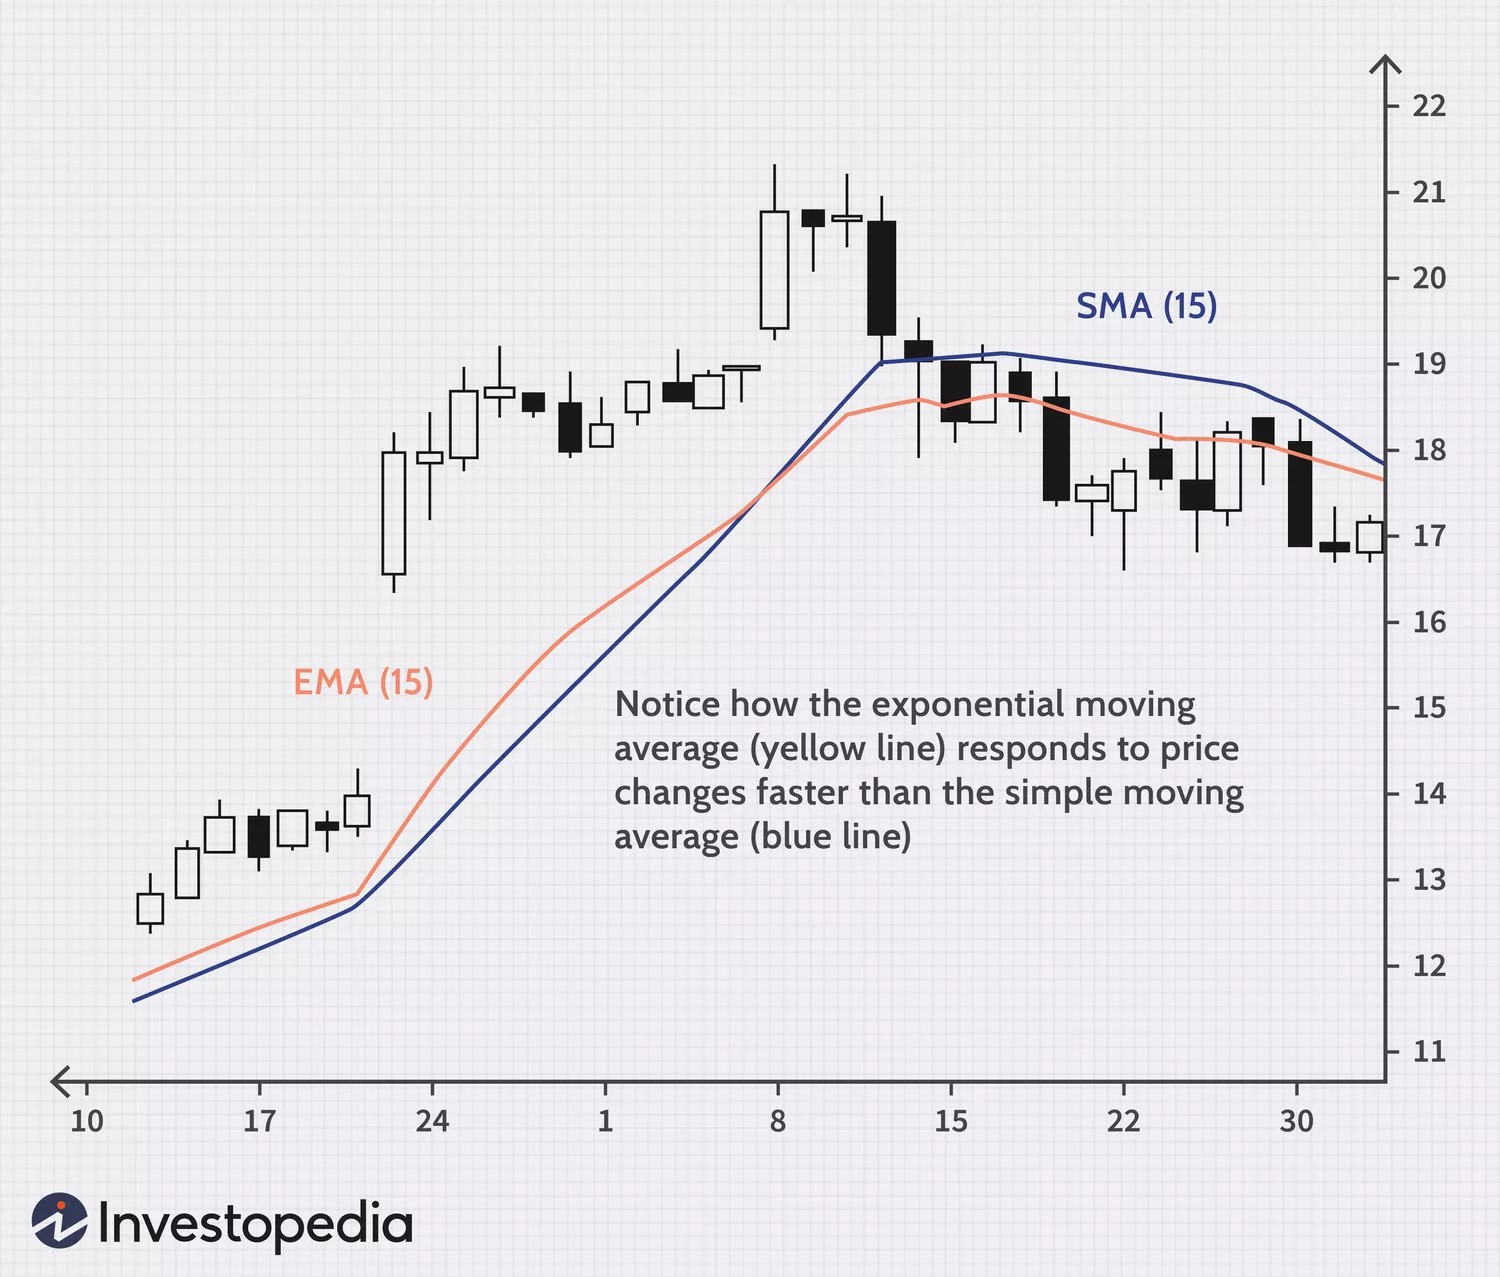 22
21
20
SMA (15)
19
18
17
16
EMA (15)
Notice how the exponential moving
average (yellow line) responds to price
changes faster than the simple moving
average (blue line)
15
14
13
12
11
10 17 24 1 8 15 22 30
Investopedia